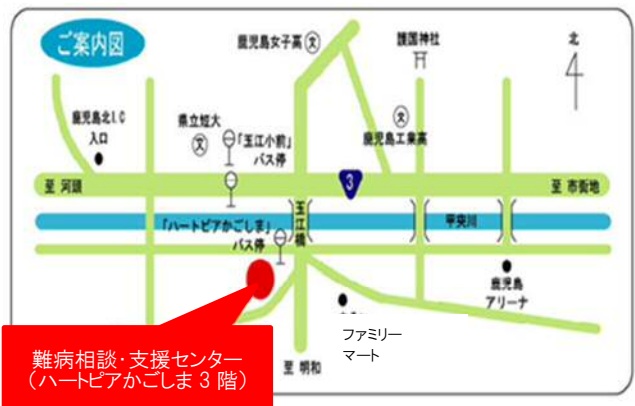 ご案内図
鹿児島女子高 文
護国神社
北
鹿児島北I.C
入口
県立短大
文
「玉江小前」
バス停
文
鹿児島工業高
至 河頭
3
至 市街地
「ハートピアかごしま」
バス停
玉江橋
甲突川
鹿児島
アリーナ
ファミリー
マート
難病相談・支援センター
（ハートピアかごしま３階）
至 明和